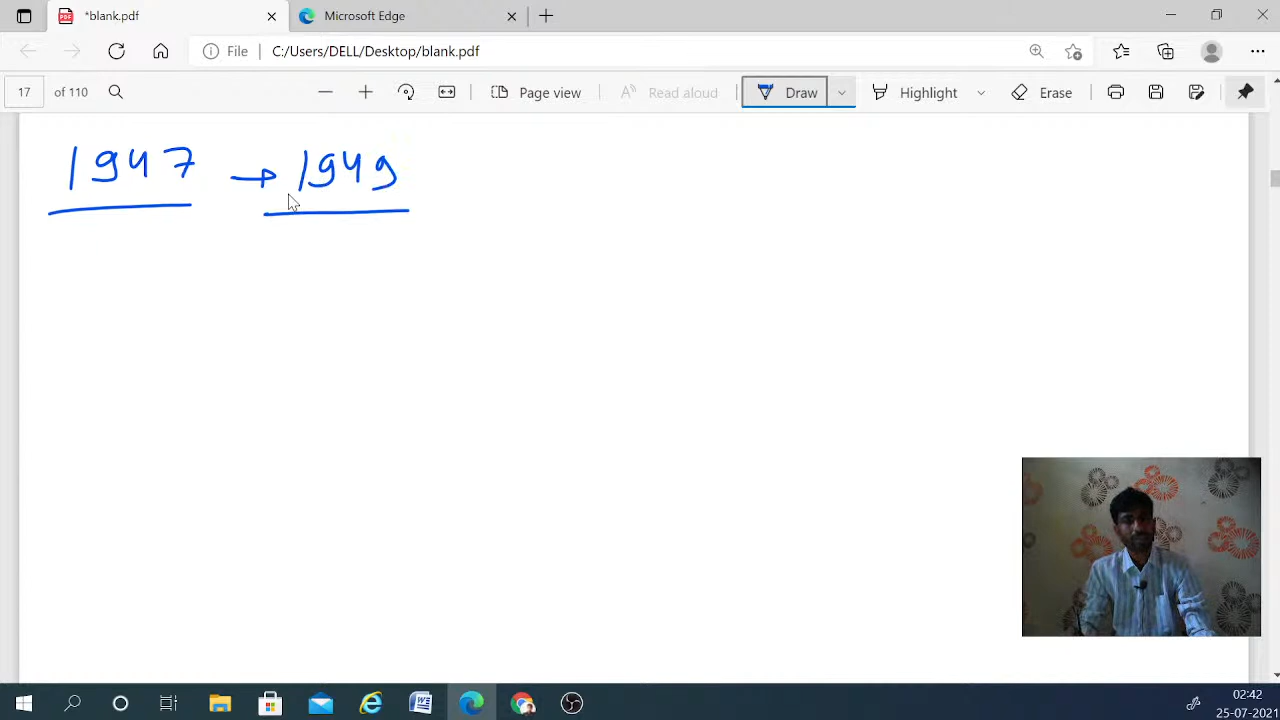 *blank.pdf
Microsoft Edge
File C:/Users/DELL/Desktop/blank.pdf
17 of 110 Page view Read aloud Draw Highlight Erase
1947 → 1949
02:42
25-07-2021